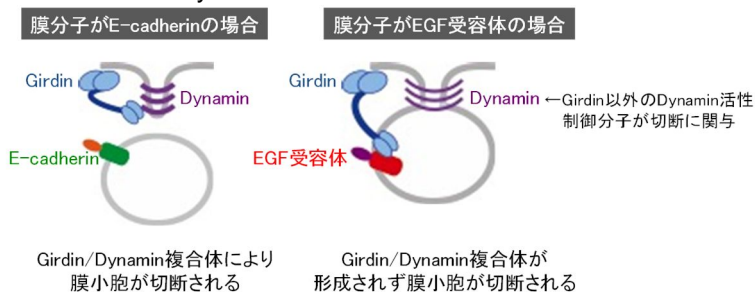 膜分子がE-cadherinの場合
膜分子がEGF受容体の場合
Girdin
Dynamin
E-cadherin
Girdin
Dynamin
←Girdin以外のDynamin活性
制御分子が切断に関与
EGF受容体
Girdin/Dynamin複合体により
膜小胞が切断される
Girdin/Dynamin複合体が
形成されず膜小胞が切断される